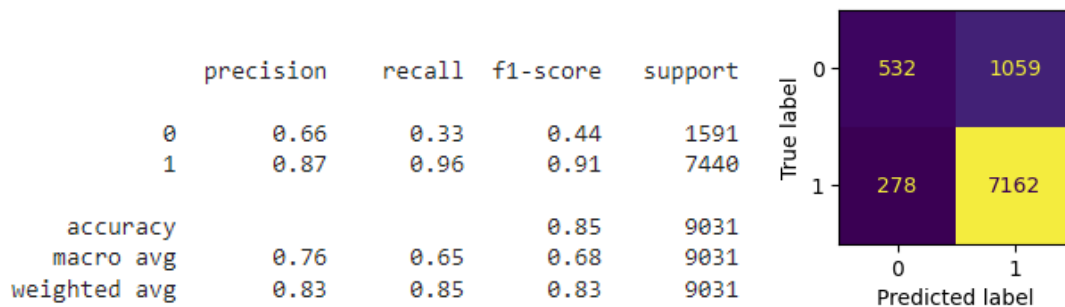 precision recall f1-score support
0 0.66 0.33 0.44 1591
1 0.87 0.96 0.91 7440
accuracy 0.85 9031
macro avg 0.76 0.65 0.68 9031
weighted avg 0.83 0.85 0.83 9031
True label
0 532 1059
1 278 7162
0 1
Predicted label